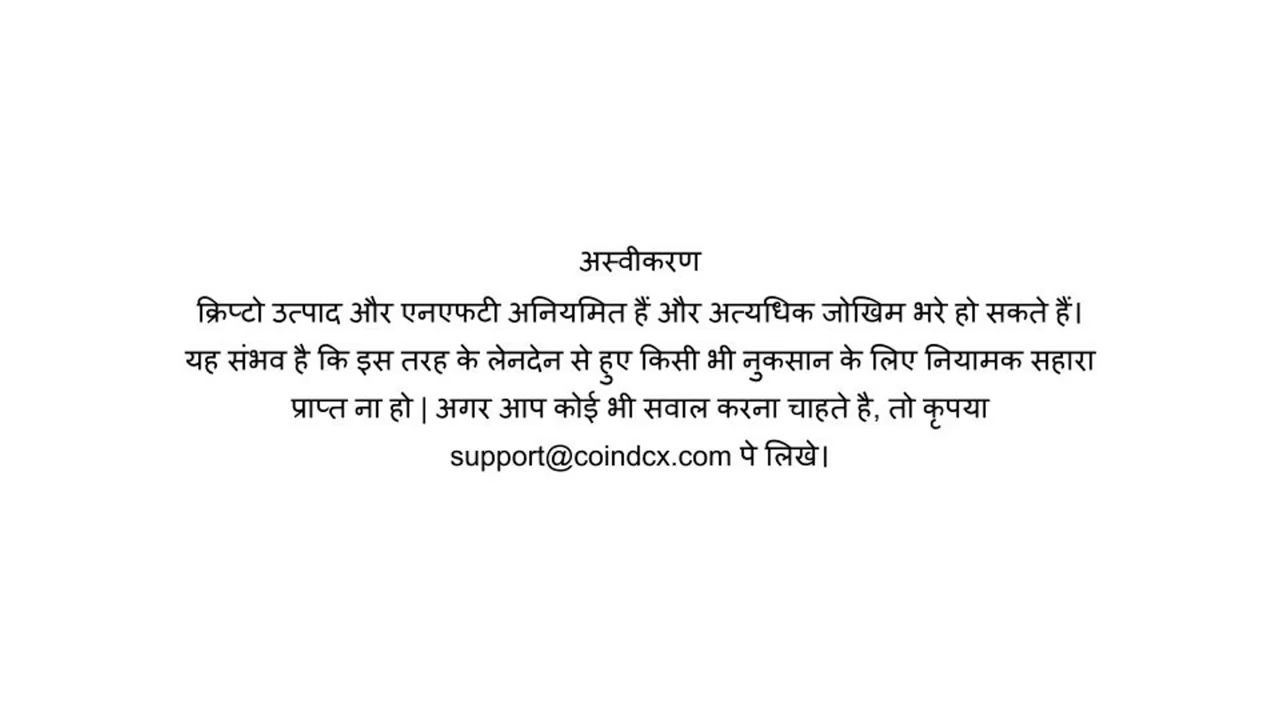 अस्वीकरण
क्रिप्टो उत्पाद और एनएफटी अनियमित हैं और अत्यधिक जोखिम भरे हो सकते हैं।
यह संभव है कि इस तरह के लेनदेन से हुए किसी भी नुकसान के लिए नियामक सहारा
प्राप्त ना हो | अगर आप कोई भी सवाल करना चाहते है, तो कृपया
support@coindcx.com पे लिखे।